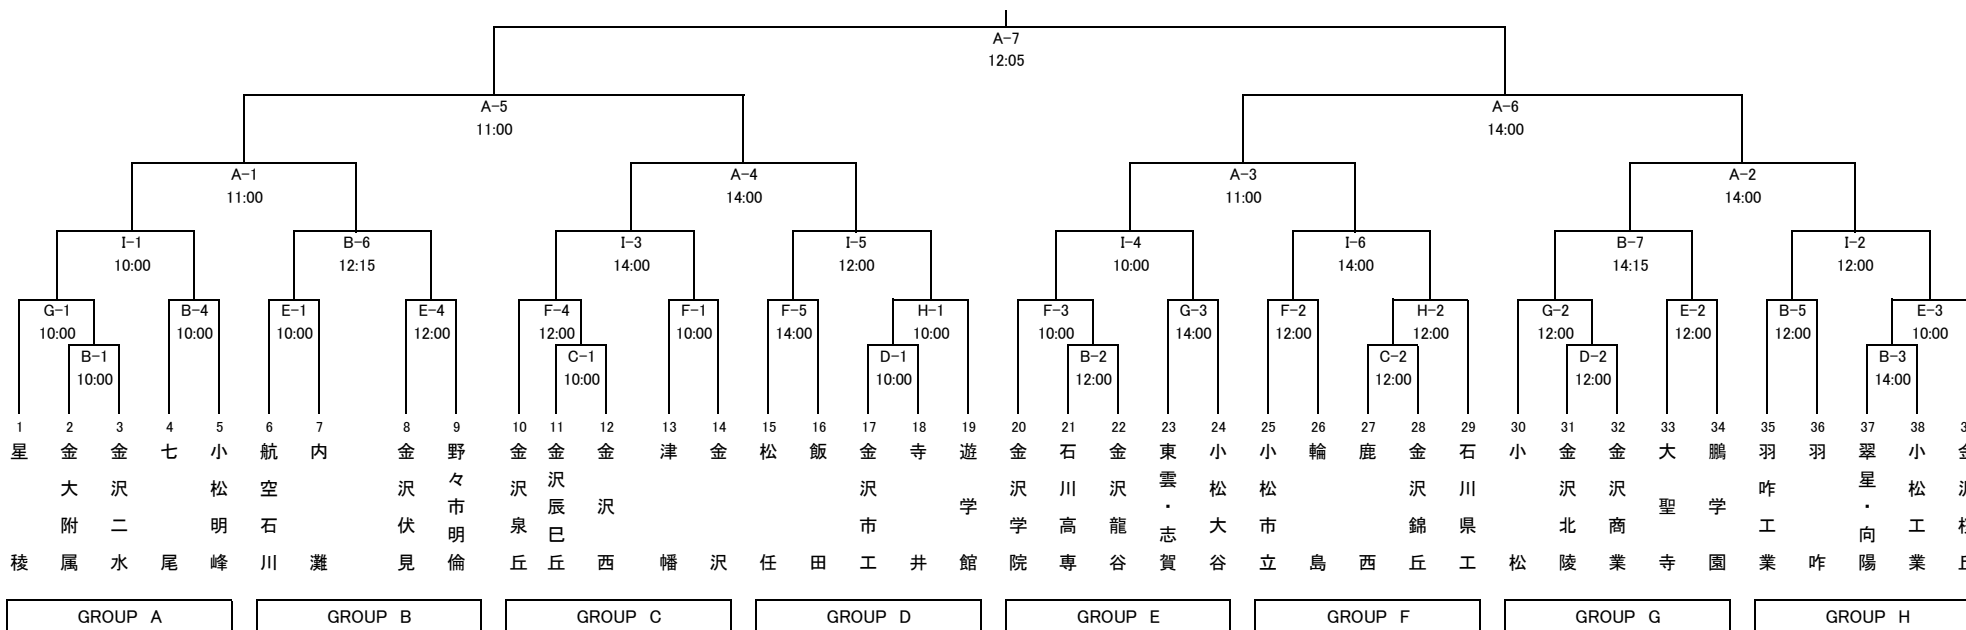 A-7
12:05
A-5
11:00
A-6
14:00
A-1
11:00
A-4
14:00
A-3
11:00
A-2
14:00
I-1
10:00
B-6
12:15
I-3
14:00
I-5
12:00
I-4
10:00
I-6
14:00
B-7
14:15
I-2
12:00
G-1
10:00
B-4
10:00
E-1
10:00
E-4
12:00
F-4
12:00
F-1
10:00
F-5
14:00
H-1
10:00
F-3
10:00
G-3
14:00
F-2
12:00
H-2
12:00
G-2
12:00
E-2
12:00
B-5
12:00
E-3
10:00
B-1
10:00
C-1
10:00
D-1
10:00
B-2
12:00
C-2
12:00
D-2
12:00
B-3
14:00
1 星稜
2 金大附属
3 金沢二水
4 七尾
5 小松明峰
6 航空石川
7 内灘
8 金沢伏見
9 野々市明倫
10 金沢泉丘
11 金沢辰巳丘
12 金沢西
13 津幡
14 金沢
15 松任
16 飯田
17 金沢市工
18 寺井
19 遊学館
20 金沢学院
21 石川高専
22 金沢龍谷
23 東雲・志賀
24 小松大谷
25 小松市立
26 輪島
27 鹿西
28 金沢錦丘
29 石川県工
30 小松
31 金沢北陵
32 金沢商業
33 大聖寺
34 鵬学園
35 羽咋工業
36 羽咋
37 翠星・向陽
38 小松工業
GROUP A
GROUP B
GROUP C
GROUP D
GROUP E
GROUP F
GROUP G
GROUP H